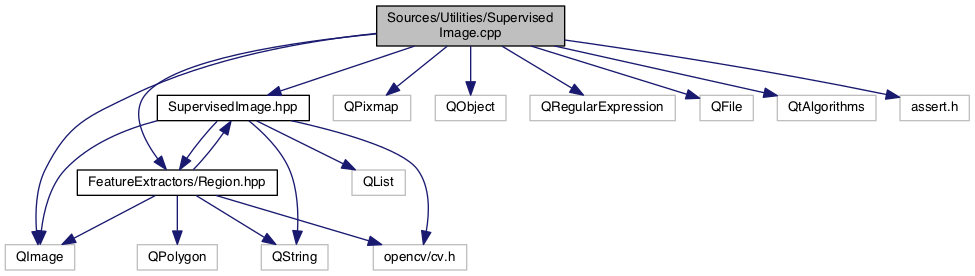 Sources/Utilities/Supervised
Image.cpp
SupervisedImage.hpp
QPixmap
QObject
QRegularExpression
QFile
QtAlgorithms
assert.h
FeatureExtractors/Region.hpp
QList
QImage
QPolygon
QString
opencv/cv.h